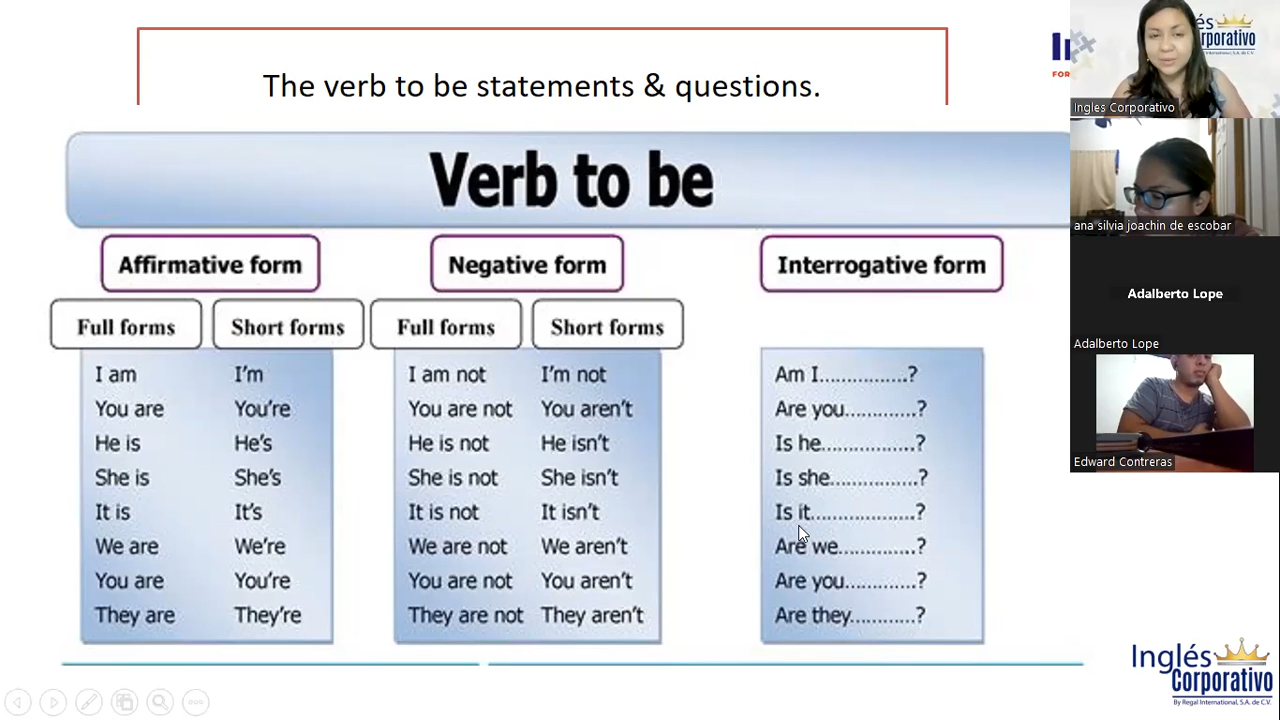 The verb to be statements & questions.
Verb to be
Affirmative form
Negative form
Interrogative form
Full forms
Short forms
Full forms
Short forms
I am I'm I am not I'm not Am I...............?
You are You're You are not You aren't Are you............?
He is He's He is not He isn't Is he.................?
She is She's She is not She isn't Is she...............?
It is It's It is not It isn't Is it...................?
We are We're We are not We aren't Are we.............?
You are You're You are not You aren't Are you............?
They are They're They are not They aren't Are they...........?
FOR
és
rporativo
Ingles Corporativo
ana silvia joachin de escobar
Adalberto Lope
Adalberto Lope
Edward Contreras
Inglés
Corporativo
By Regal International, S.A. de C.V.